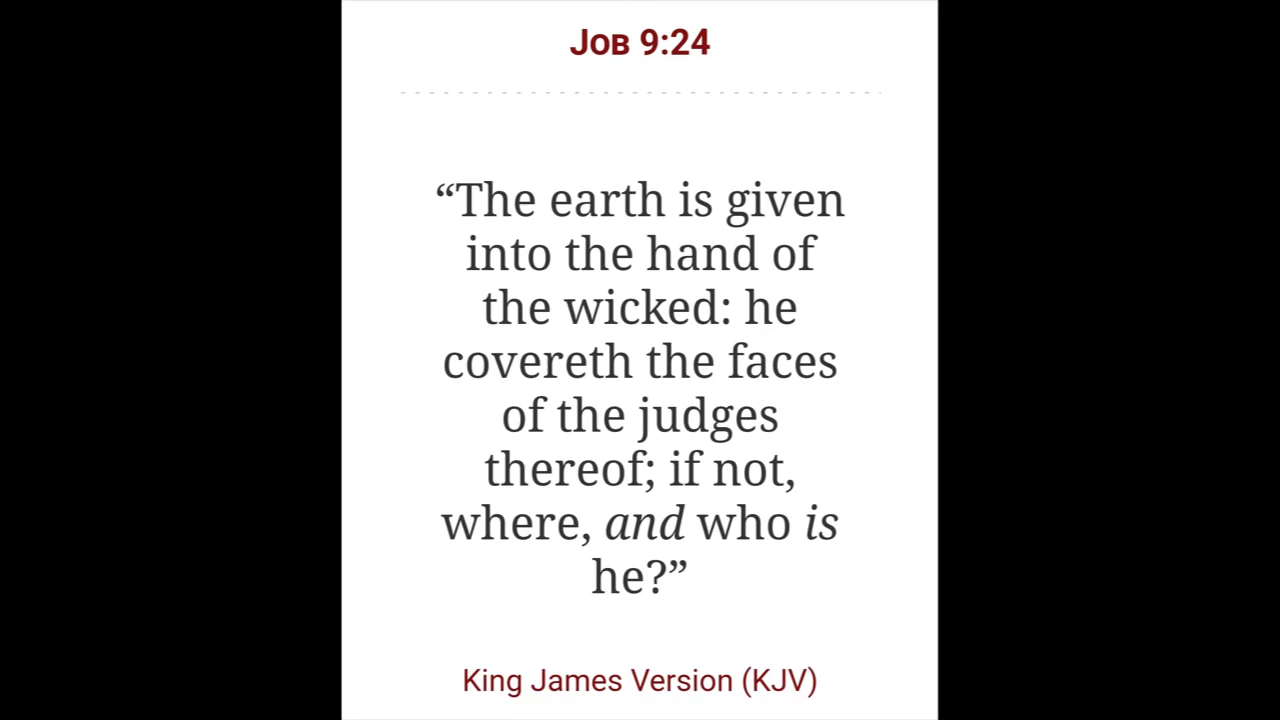 Job 9:24
“The earth is given
into the hand of
the wicked: he
covereth the faces
of the judges
thereof; if not,
where, and who is
he?”
King James Version (KJV)